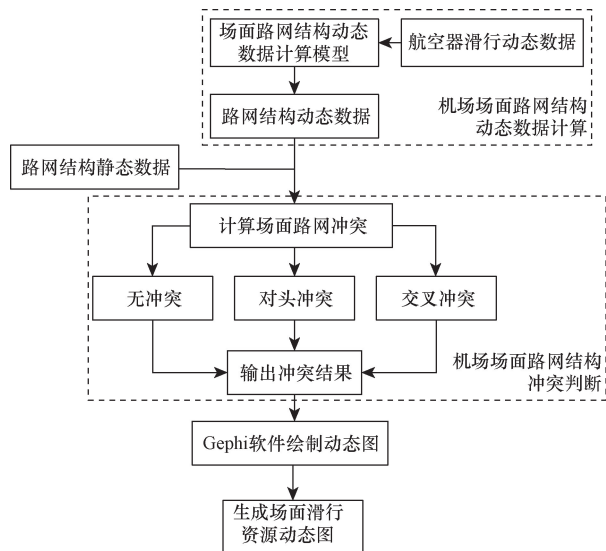 场面路网结构动态
数据计算模型
航空器滑行动态数据
路网结构动态数据
机场场面路网结构
动态数据计算
路网结构静态数据
计算场面路网冲突
无冲突
对头冲突
交叉冲突
输出冲突结果
机场场面路网结构
冲突判断
Gephi软件绘制动态图
生成场面滑行
资源动态图